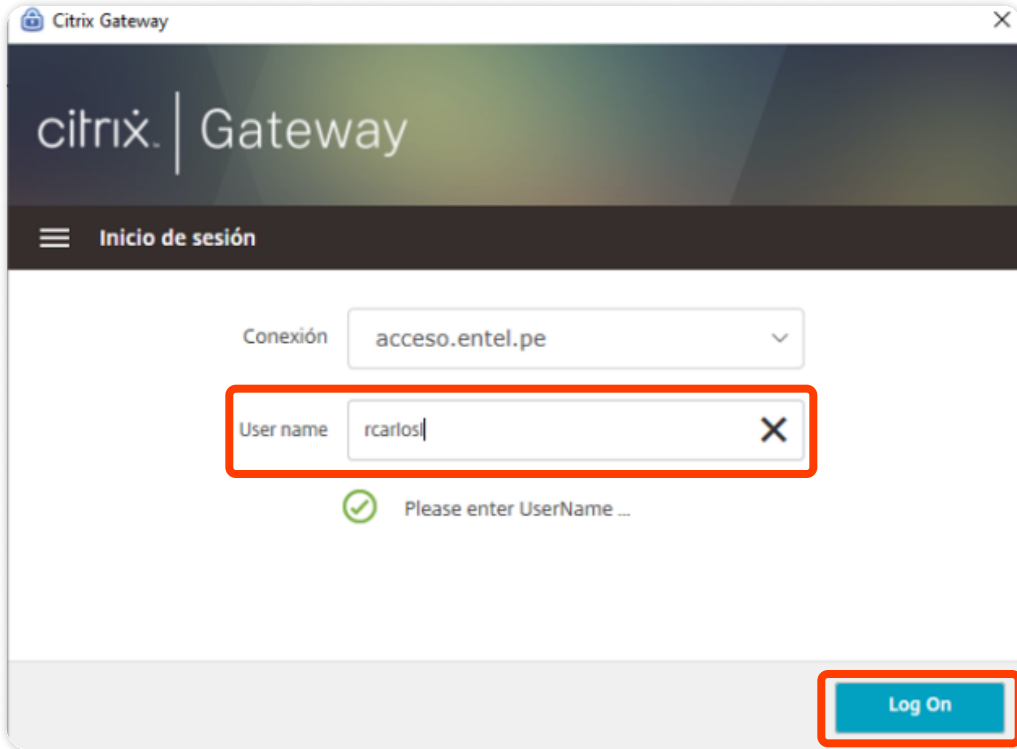 Citrix Gateway
citrix. | Gateway
Inicio de sesión
Conexión acceso.entel.pe
User name rcarlosl
Please enter UserName ...
Log On